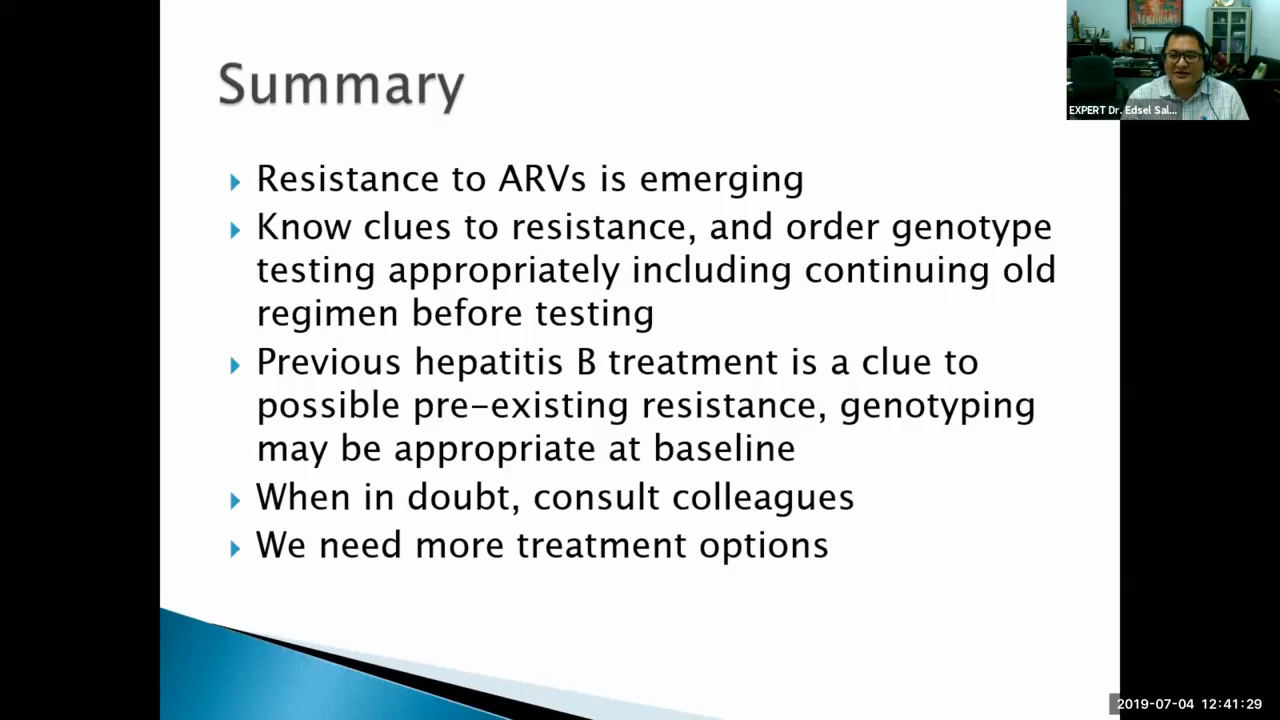 Summary
Resistance to ARVs is emerging
Know clues to resistance, and order genotype
testing appropriately including continuing old
regimen before testing
Previous hepatitis B treatment is a clue to
possible pre-existing resistance, genotyping
may be appropriate at baseline
When in doubt, consult colleagues
We need more treatment options
EXPERT Dr. Edsel Sal...
2019-07-04 12:41:29